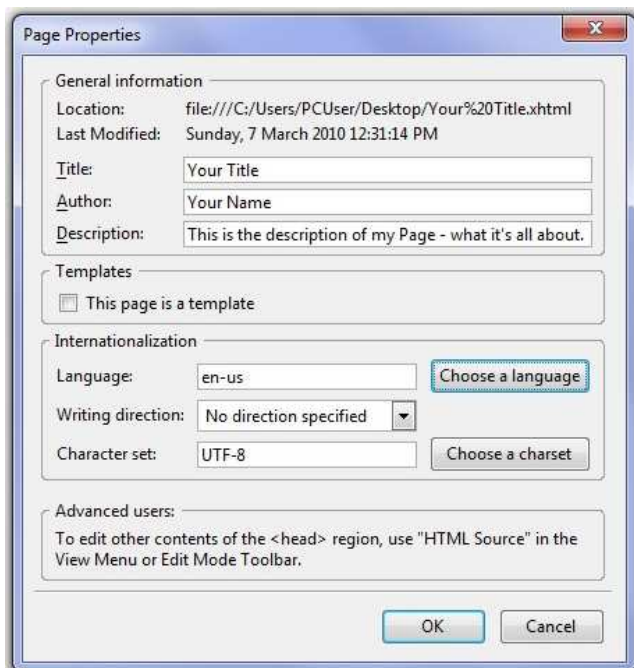 Page Properties
General information
Location: file:///C:/Users/PCUser/Desktop/Your%20Title.xhtml
Last Modified: Sunday, 7 March 2010 12:31:14 PM
Title: Your Title
Author: Your Name
Description: This is the description of my Page - what it's all about.
Templates
This page is a template
Internationalization
Language: en-us Choose a language
Writing direction: No direction specified
Character set: UTF-8 Choose a charset
Advanced users:
To edit other contents of the <head> region, use "HTML Source" in the
View Menu or Edit Mode Toolbar.
OK Cancel